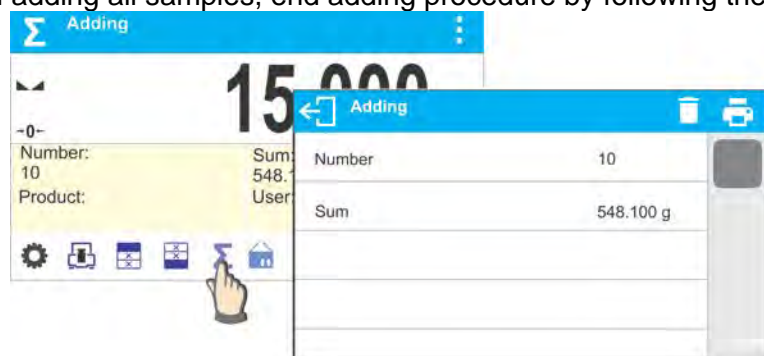 adding all samples, end adding procedure by following the
Σ Adding
15
→0←
Number: Sum:
10 548.
Product: User
Adding
Number 10
Sum 548.100 g